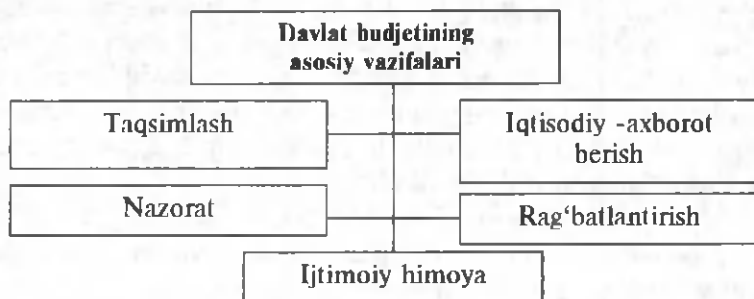 Davlat budjetining
asosiy vazifalari
Taqsimlash
Iqtisodiy -axborot
berish
Nazorat
Rag‘batlantirish
Ijtimoiy himoya